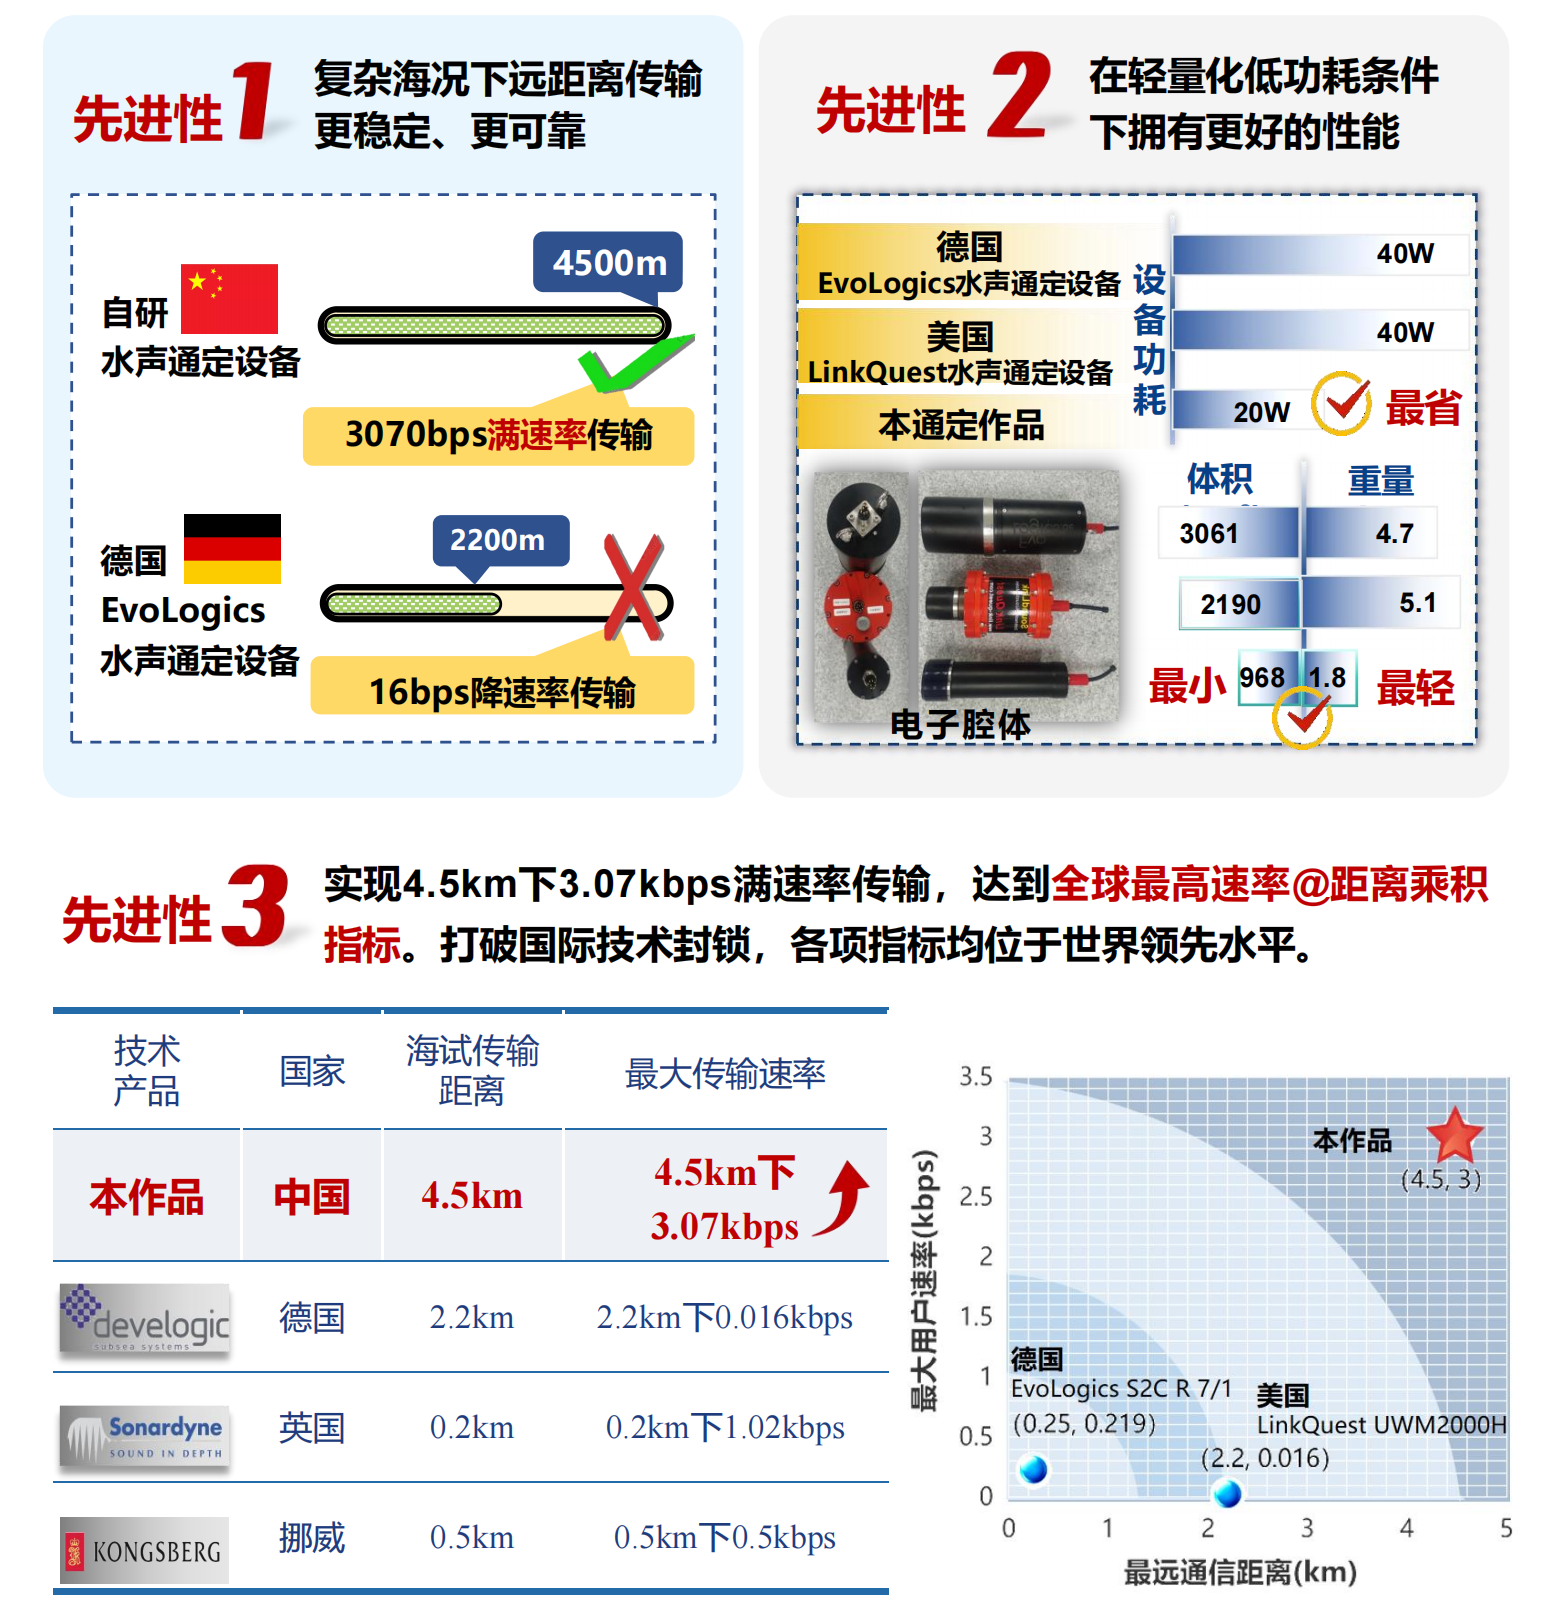 先进性1
复杂海况下远距离传输
更稳定、更可靠
4500m
自研
水声通定设备
3070bps满速率传输
2200m
德国
EvoLogics
水声通定设备
16bps降速率传输
先进性2
在轻量化低功耗条件
下拥有更好的性能
德国
EvoLogics水声通定设备
美国
LinkQuest水声通定设备
本通定作品
设备功耗
40W
40W
20W
最省
体积
重量
3061
4.7
2190
5.1
最小
968
1.8
最轻
电子腔体
先进性3
实现4.5km下3.07kbps满速率传输，达到全球最高速率@距离乘积
指标。打破国际技术封锁，各项指标均位于世界领先水平。
技术
产品
国家
海试传输
距离
最大传输速率
本作品
中国
4.5km
4.5km下
3.07kbps
develogic
subsea systems
德国
2.2km
2.2km下0.016kbps
Sonardyne
SOUND IN DEPTH
英国
0.2km
0.2km下1.02kbps
KONGSBERG
挪威
0.5km
0.5km下0.5kbps
最大用户速率(kbps)
3.5
3
2.5
2
1.5
1
0.5
0
本作品
(4.5, 3)
德国
EvoLogics S2C R 7/1
(0.25, 0.219)
美国
LinkQuest UWM2000H
(2.2, 0.016)
0
1
2
3
4
5
最远通信距离(km)